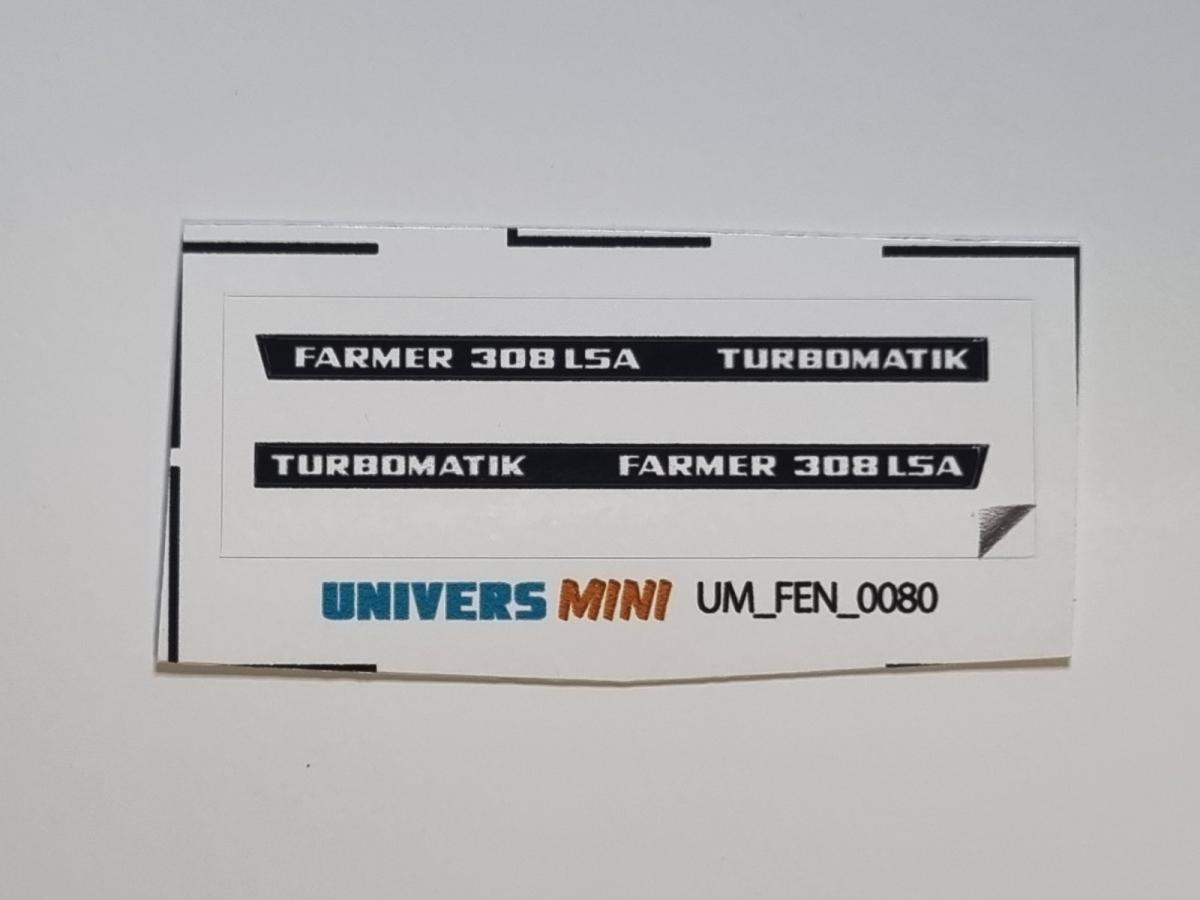 FARMER 308 LSA TURBOMATIK
TURBOMATIK FARMER 308 LSA
UNIVERS MINI UM_FEN_0080